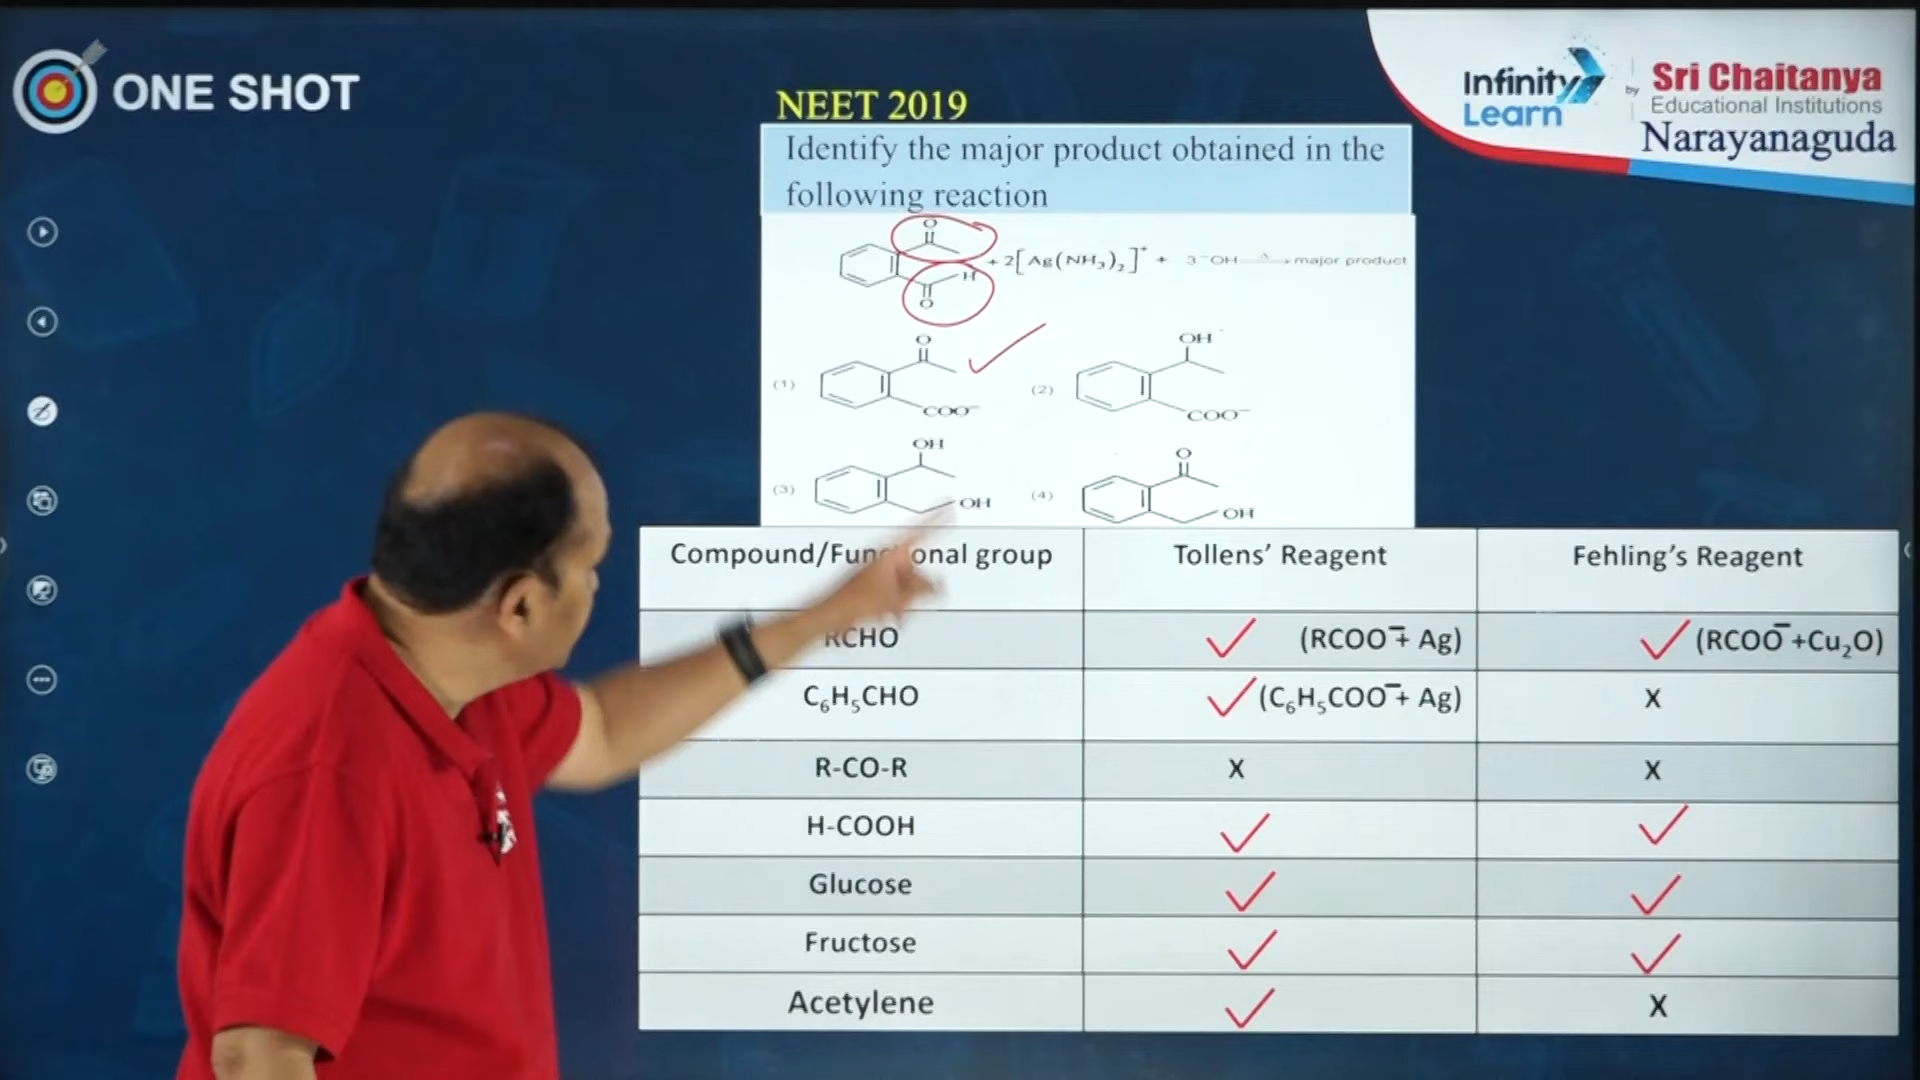 ONE SHOT
Infinity Learn by Sri Chaitanya
Educational Institutions
Narayanaguda
NEET 2019
Identify the major product obtained in the
following reaction
O
H
O
+ 2[Ag(NH₃)₂]⁺ + 3 ⁻OH Δ major product
(1) O COO⁻
(2) OH COO⁻
(3) OH OH
(4) O OH
Compound/Functional group Tollens' Reagent Fehling's Reagent
RCHO ✓ (RCOO⁻+ Ag) ✓ (RCOO⁻+Cu₂O)
C₆H₅CHO ✓ (C₆H₅COO⁻+ Ag) X
R-CO-R X X
H-COOH ✓ ✓
Glucose ✓ ✓
Fructose ✓ ✓
Acetylene ✓ X